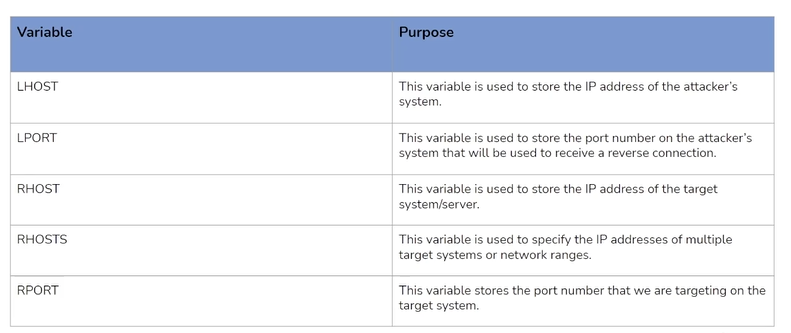 Variable
Purpose
LHOST
This variable is used to store the IP address of the attacker's
system.
LPORT
This variable is used to store the port number on the attacker's
system that will be used to receive a reverse connection.
RHOST
This variable is used to store the IP address of the target
system/server.
RHOSTS
This variable is used to specify the IP addresses of multiple
target systems or network ranges.
RPORT
This variable stores the port number that we are targeting on the
target system.